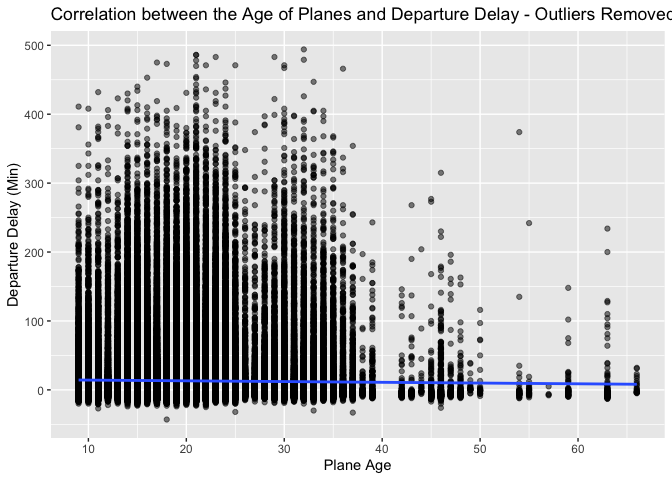 Correlation between the Age of Planes and Departure Delay - Outliers Removed
Departure Delay (Min)
500
400
300
200
100
0
10 20 30 40 50 60
Plane Age